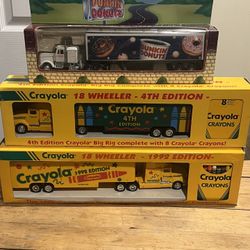 DUNKIN'
DONUTS
DUNKIN'
DONUTS
Crayola 18 WHEELER - 4TH EDITION -
8
Crayola
4TH
EDITION
Crayola
CRAYONS
4th Edition Crayola Big Rig complete with 8 Crayola Crayons!
Crayola 18 WHEELER - 1992 EDITION -
Crayola
1992 EDITION
Crayola
CRAYONS